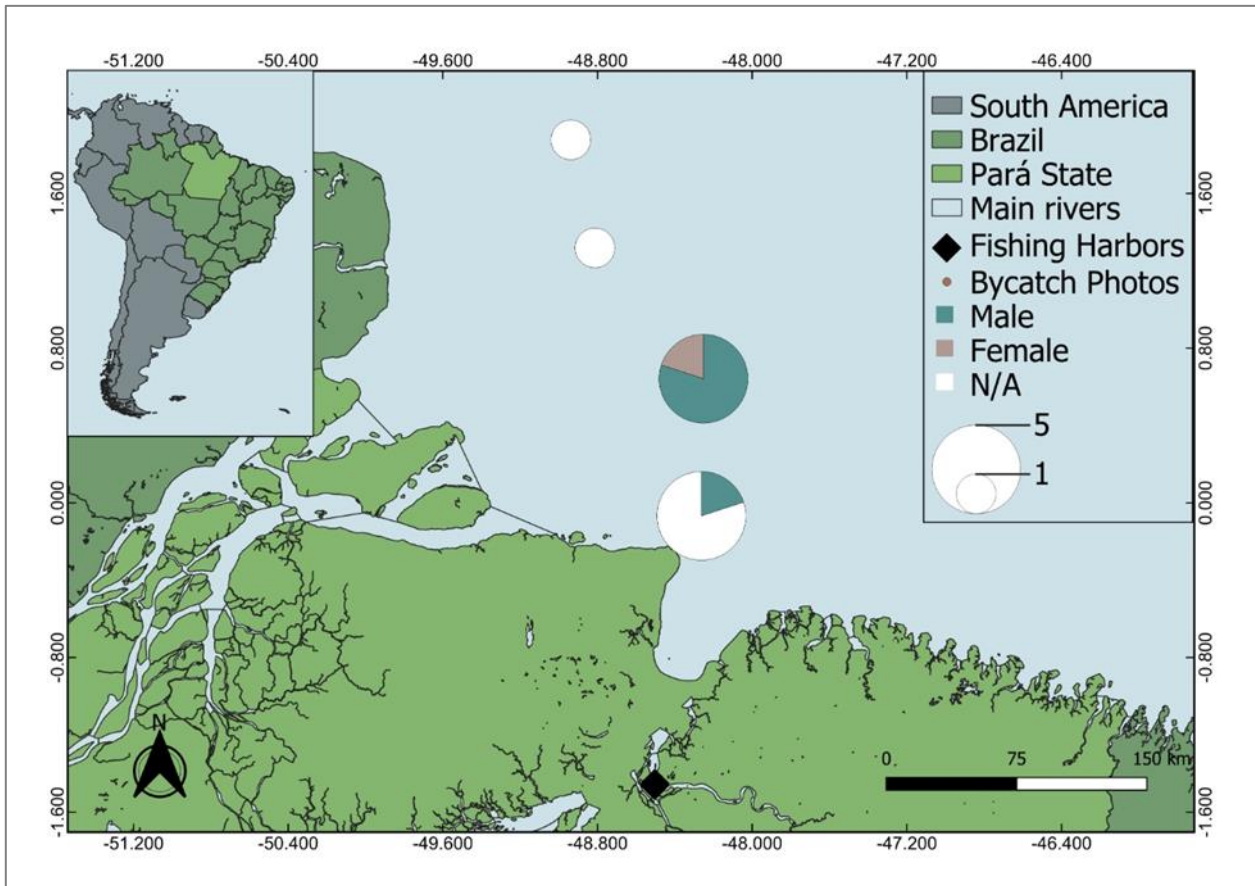 -51.200 -50.400 -49.600 -48.800 -48.000 -47.200 -46.400
South America
Brazil
Pará State
Main rivers
Fishing Harbors
Bycatch Photos
Male
Female
N/A
5
1
1.600
0.800
0.000
-0.800
-1.600
1.600
0.800
0.000
-0.800
-1.600
N
0 75 150 km
-51.200 -50.400 -49.600 -48.800 -48.000 -47.200 -46.400